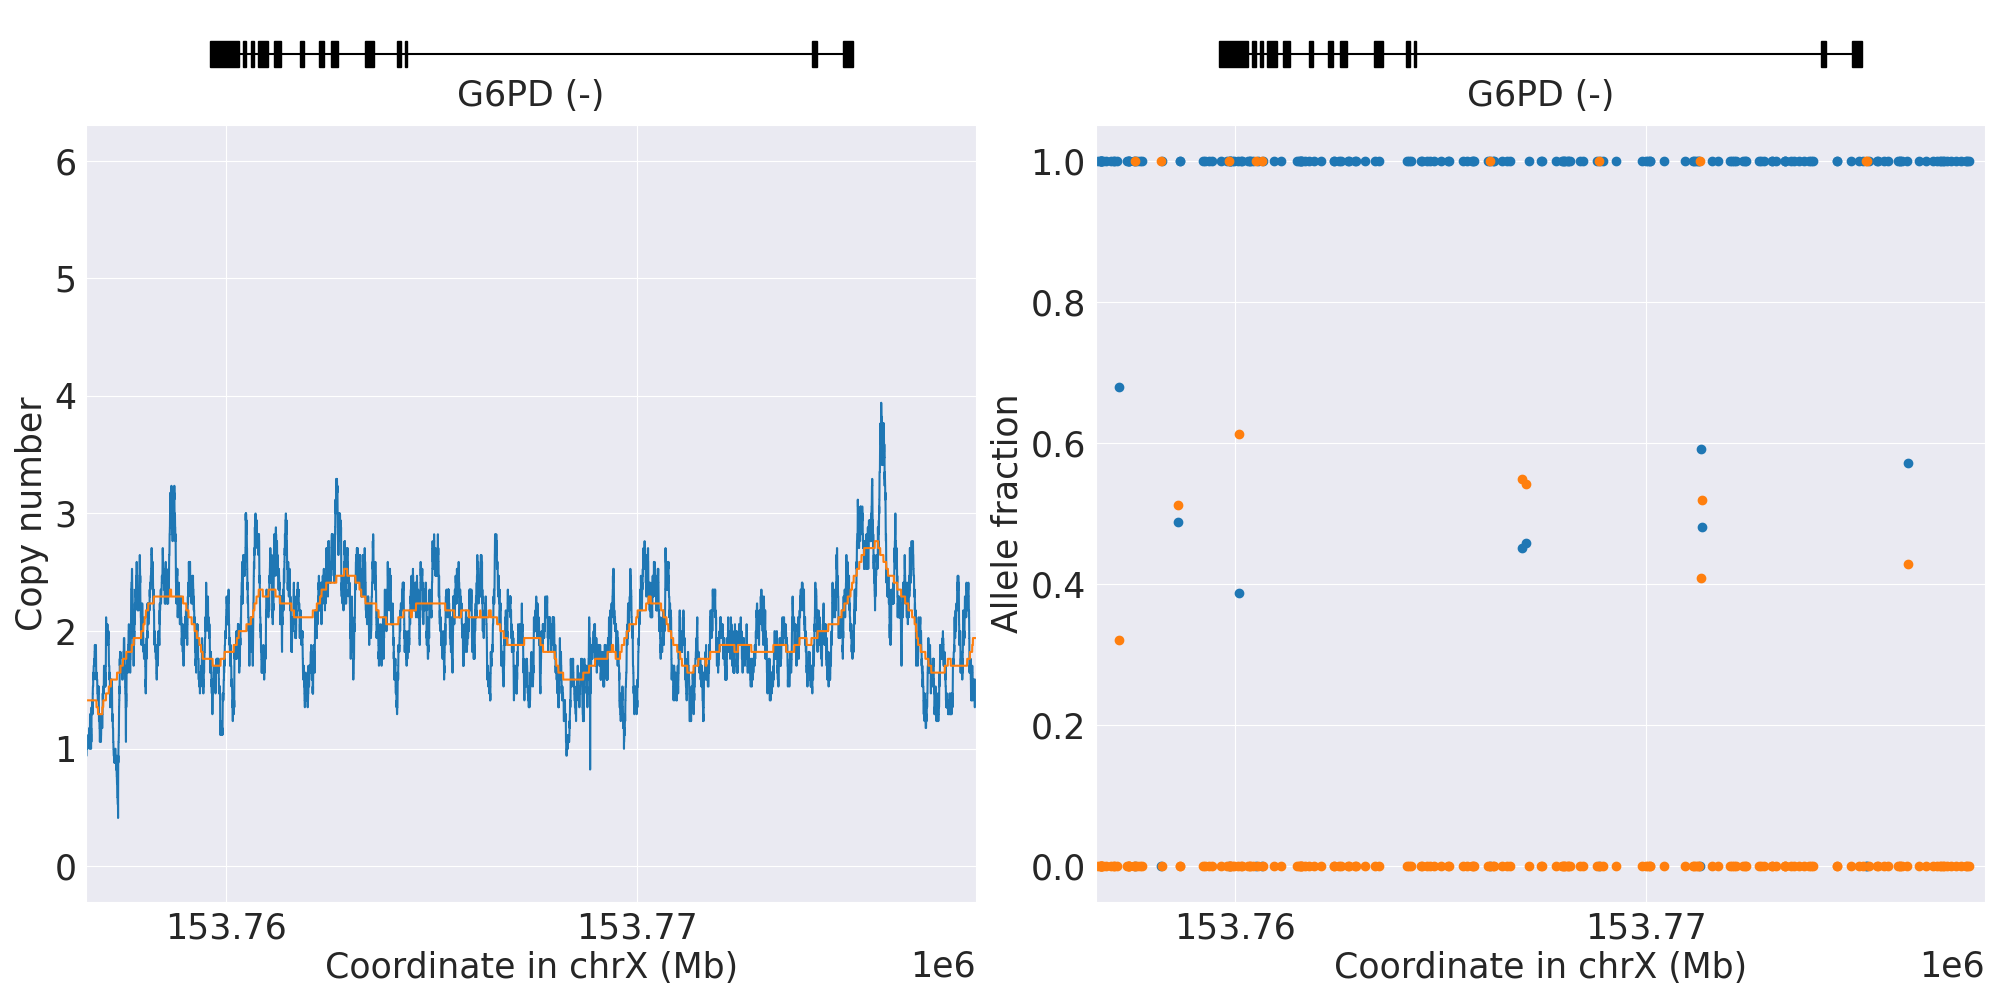 G6PD (-)
6
5
4
3
2
1
0
Copy number
153.76
153.77
Coordinate in chrX (Mb)
1e6
G6PD (-)
1.0
0.8
0.6
0.4
0.2
0.0
Allele fraction
153.76
153.77
Coordinate in chrX (Mb)
1e6